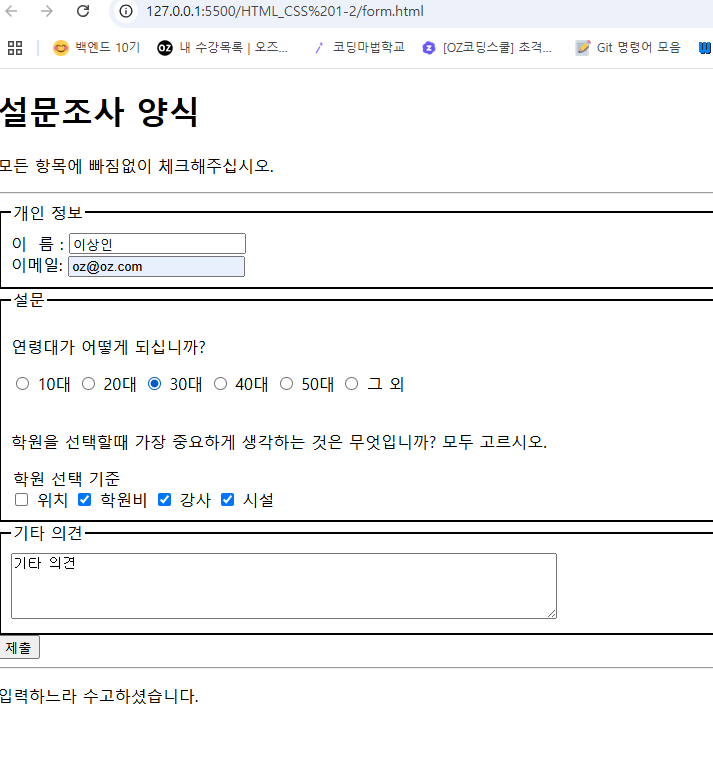 127.0.0.1:5500/HTML_CSS%201-2/form.html
백엔드 10기 OZ 내 수강목록 | 오즈... 코딩마법학교 [OZ코딩스쿨] 초격... Git 명령어 모음 W
설문조사 양식
모든 항목에 빠짐없이 체크해주십시오.
개인 정보
이 름 : 이상인
이메일: oz@oz.com
설문
연령대가 어떻게 되십니까?
10대 20대 30대 40대 50대 그 외
학원을 선택할때 가장 중요하게 생각하는 것은 무엇입니까? 모두 고르시오.
학원 선택 기준
위치 학원비 강사 시설
기타 의견
기타 의견
제출
입력하느라 수고하셨습니다.